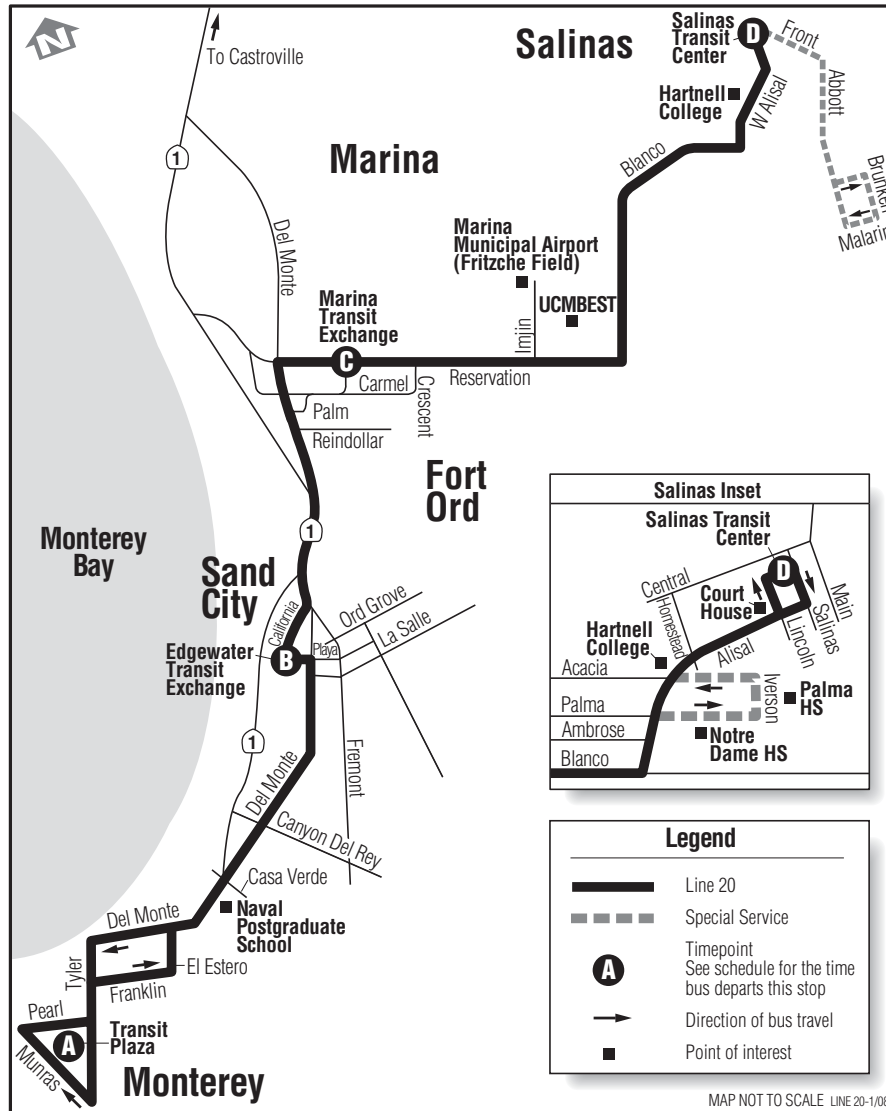 N
To Castroville
1
Salinas
Salinas
Transit
Center
D
Front
Abbott
Hartnell
College
W Alisal
Blanco
Malarin
Marina
Del Monte
Marina
Municipal Airport
(Fritzche Field)
UCMBEST
Imjin
Marina
Transit
Exchange
C
Carmel
Crescent
Reservation
Palm
Reindollar
Fort
Ord
1
Monterey
Bay
Sand
City
California
Playa
Ord Grove
La Salle
Edgewater
Transit
Exchange
B
1
Del Monte
Fremont
Canyon Del Rey
Casa Verde
Naval
Postgraduate
School
Del Monte
Tyler
El Estero
Franklin
Pearl
A
Transit
Plaza
Munras
Monterey
Salinas Inset
Salinas Transit
Center
D
Central
Main
Salinas
Lincoln
Court
House
Homestead
Alisal
Hartnell
College
Acacia
Palma
Ambrose
Blanco
Iverson
Palma
HS
Notre
Dame HS
Legend
Line 20
Special Service
A
Timepoint
See schedule for the time
bus departs this stop
Direction of bus travel
Point of interest
MAP NOT TO SCALE LINE 20-1/08